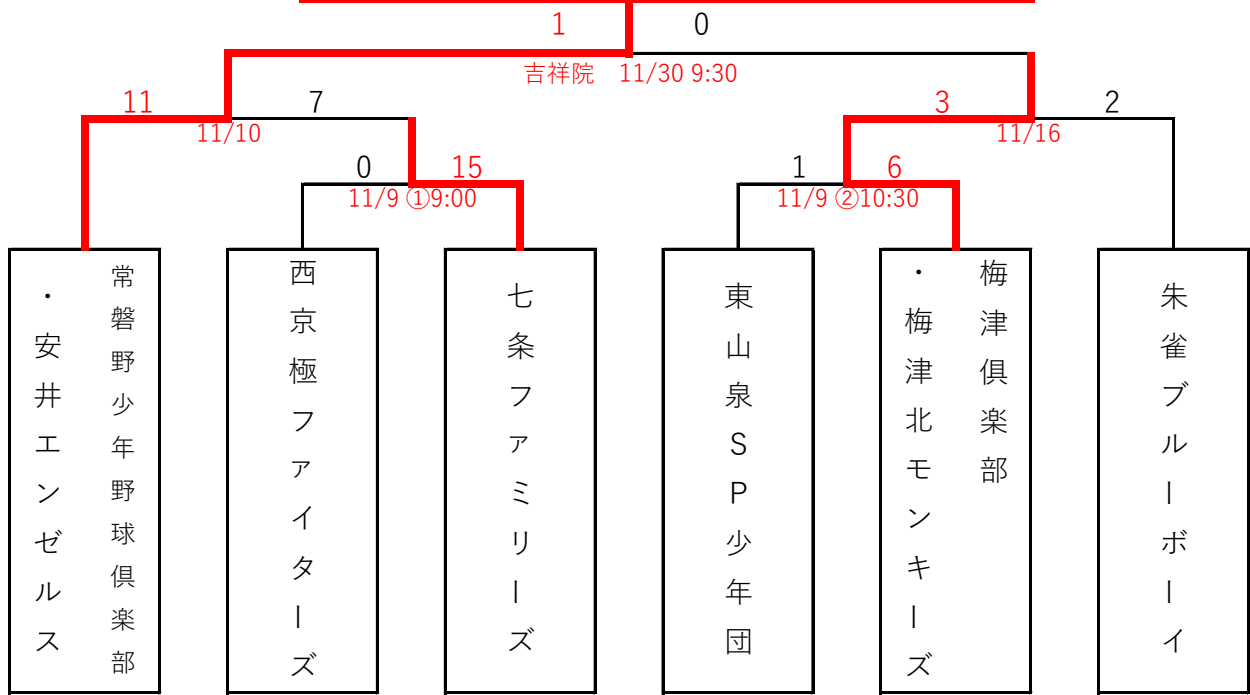 1 0
吉祥院 11/30 9:30
11 7 3 2
11/10 11/16
0 15 1 6
11/9 ①9:00 11/9 ②10:30
常磐野少年野球倶楽部
・安井エンゼルス
西京極ファイターズ
七条ファミリーズ
東山泉SP少年団
梅津倶楽部
・梅津北モンキーズ
朱雀ブルーボーイ